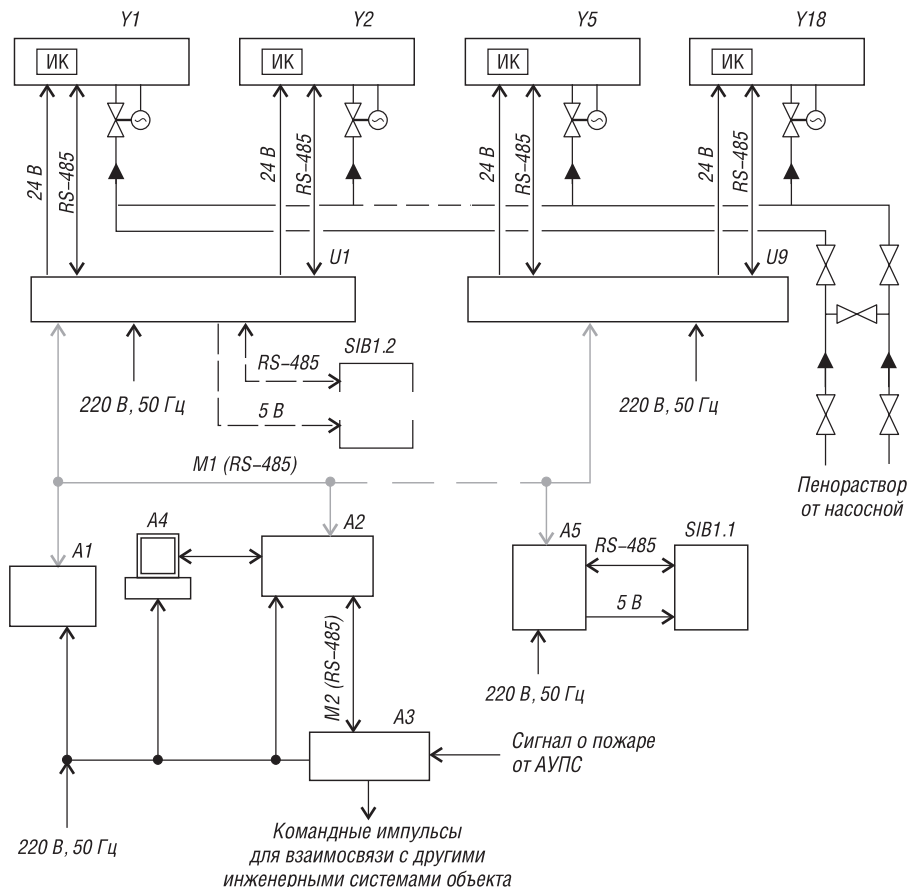 Y1
Y2
Y5
Y18
ИК
ИК
ИК
ИК
24 В
RS–485
24 В
RS–485
24 В
RS–485
24 В
RS–485
U1
U9
SIB1.2
RS–485
220 В, 50 Гц
5 В
220 В, 50 Гц
M1 (RS–485)
Пенораствор
от насосной
A1
A4
A2
A5
SIB1.1
RS–485
5 В
M2 (RS–485)
220 В, 50 Гц
A3
Сигнал о пожаре
от АУПС
220 В, 50 Гц
Командные импульсы
для взаимосвязи с другими
инженерными системами объекта